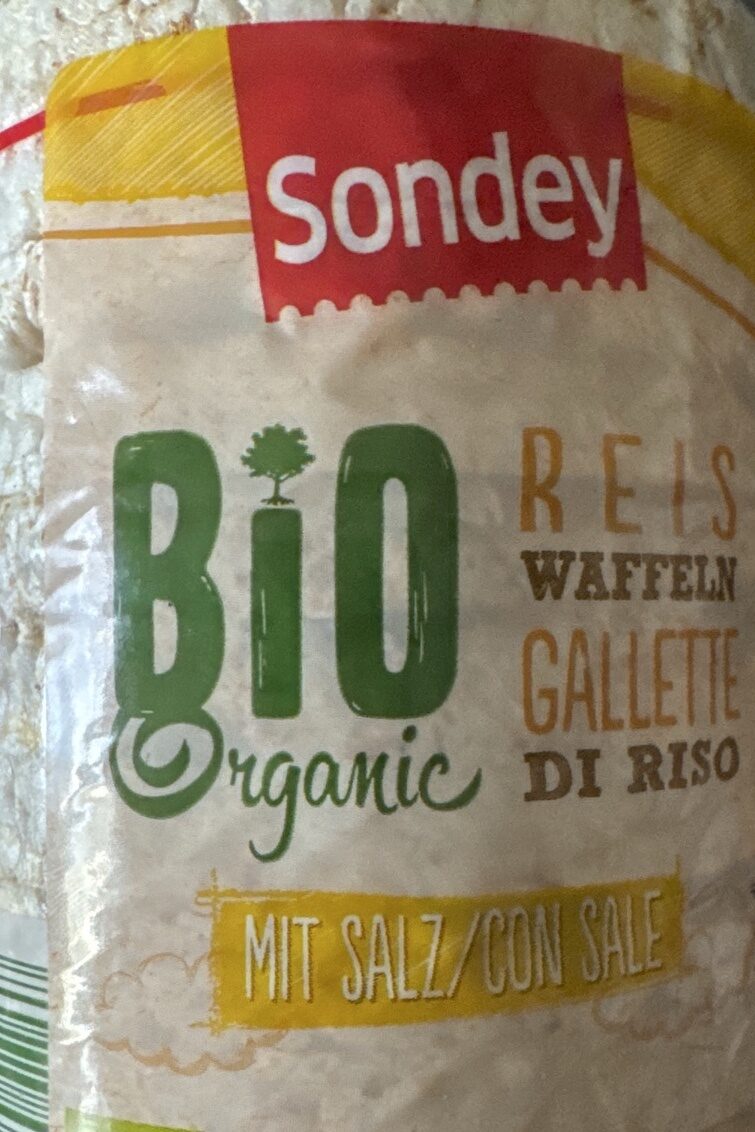 Sondey
BiO
Organic
REIS
WAFFELN
GALLETTE
DI RISO
MIT SALZ/CON SALE